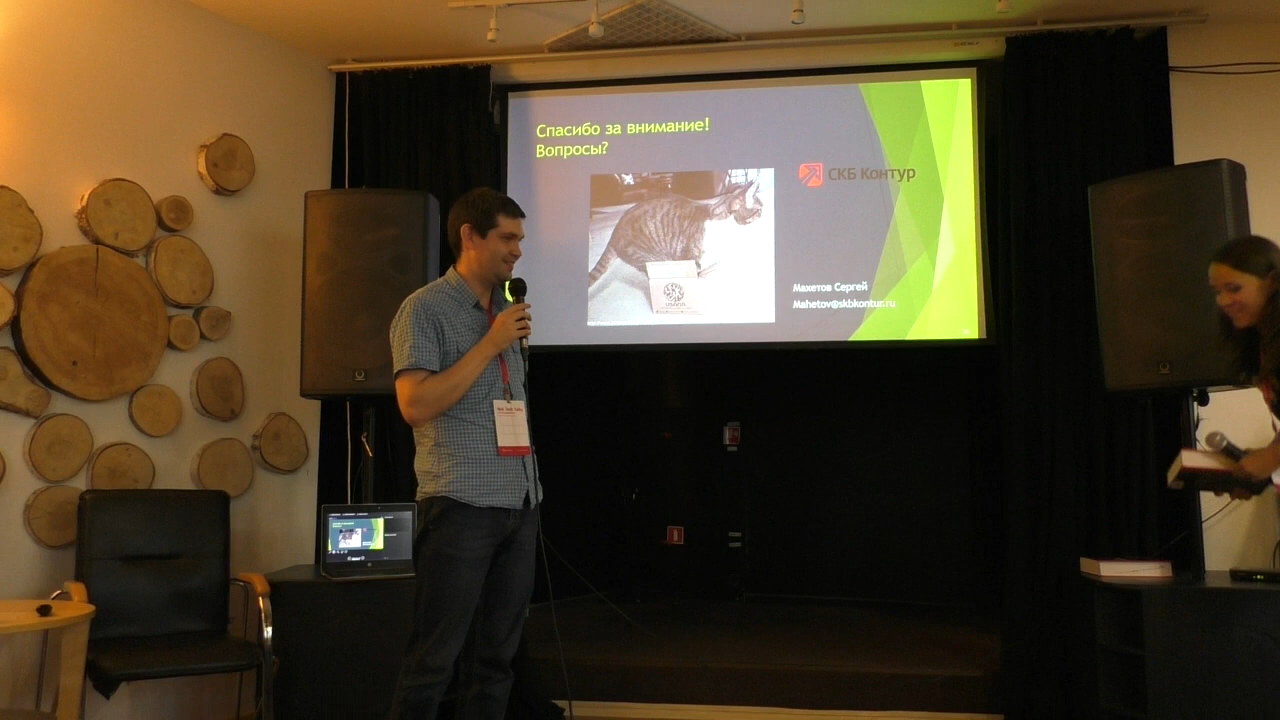 Спасибо за внимание!
Вопросы?
СКБ Контур
Махетов Сергей
Mahetov@skbkontur.ru